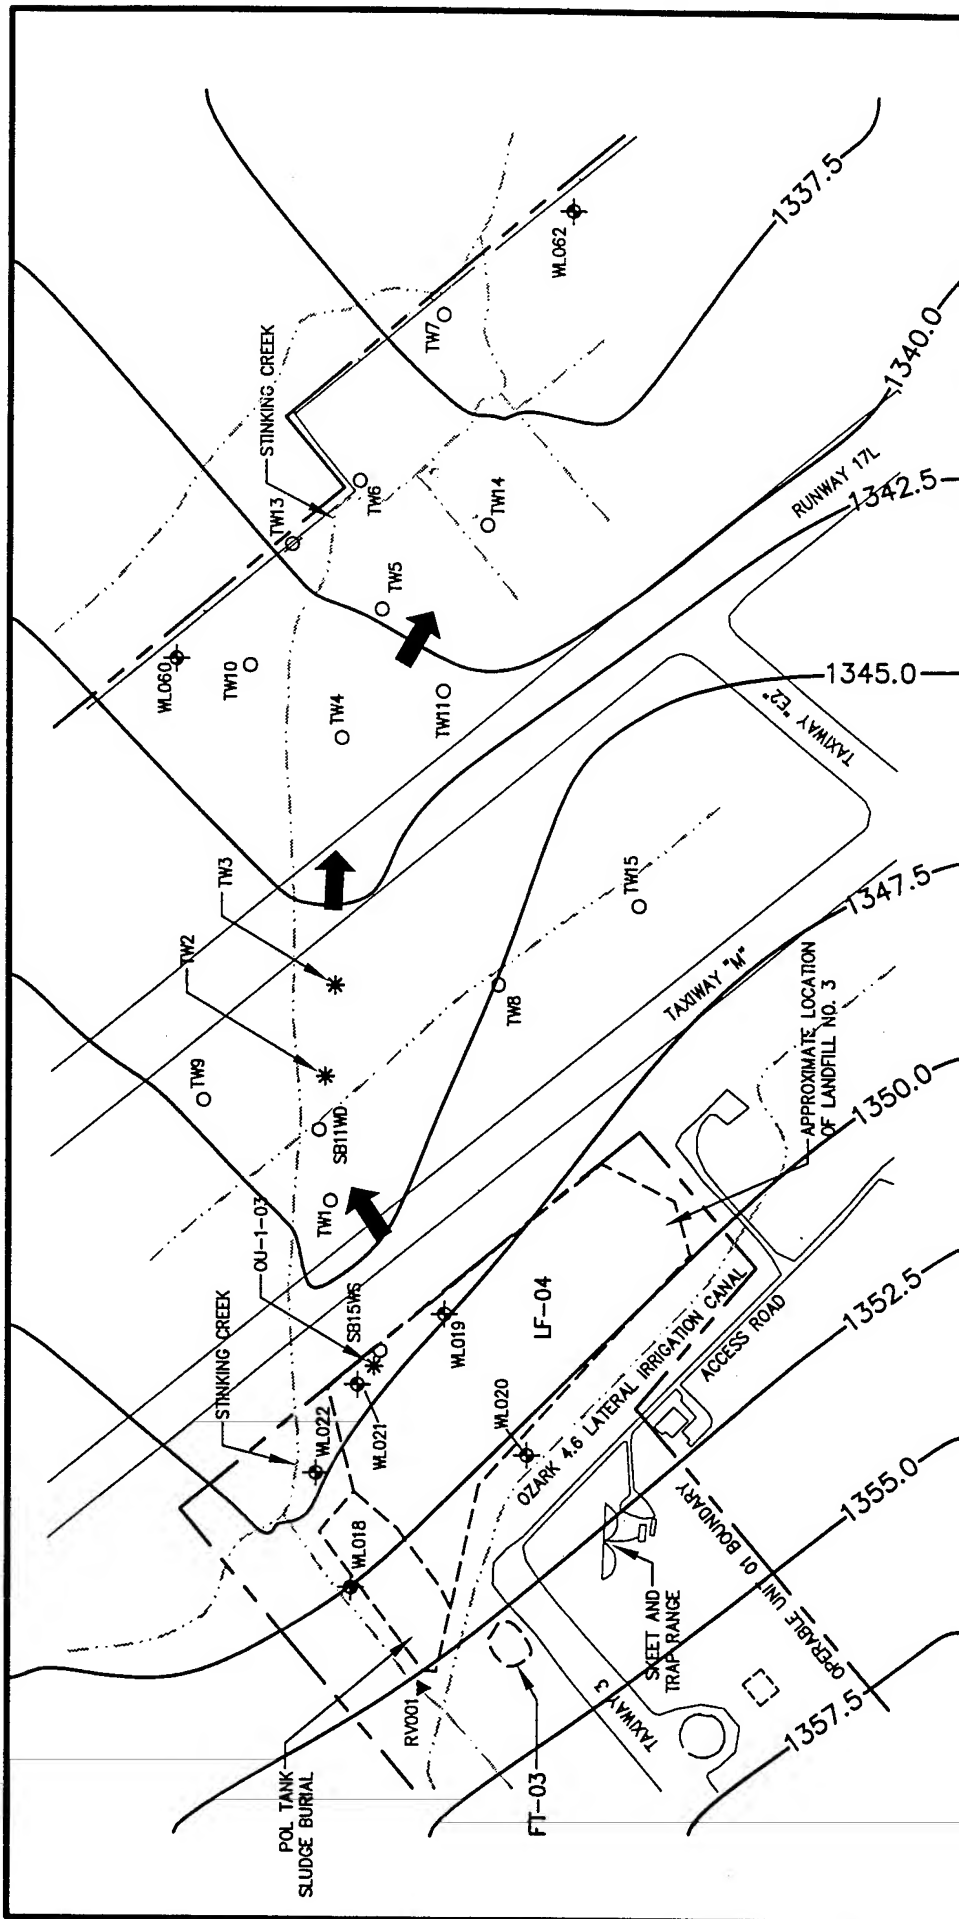 1337.5
WL062
TW7
1340.0
STINKING CREEK
TW6
TW13
TW14
RUNWAY 17L
1342.5
TW5
WL060
TW10
TW4
TW11
1345.0
TAXIWAY "E2"
TW3
TW2
TW15
1347.5
TW8
TAXIWAY "M"
TW9
SB11WD
APPROXIMATE LOCATION
OF LANDFILL NO. 3
1350.0
TW1
OU-1-03
SB15WS
STINKING CREEK
WL019
LF-04
WL022
WL021
WL020
OZARK 4.6 LATERAL IRRIGATION CANAL
ACCESS ROAD
1352.5
WL018
1355.0
SKEET AND
TRAP RANGE
OPERABLE UNIT 01 BOUNDARY
RV001
TAXIWAY 3
1357.5
POL TANK
SLUDGE BURIAL
FT-03